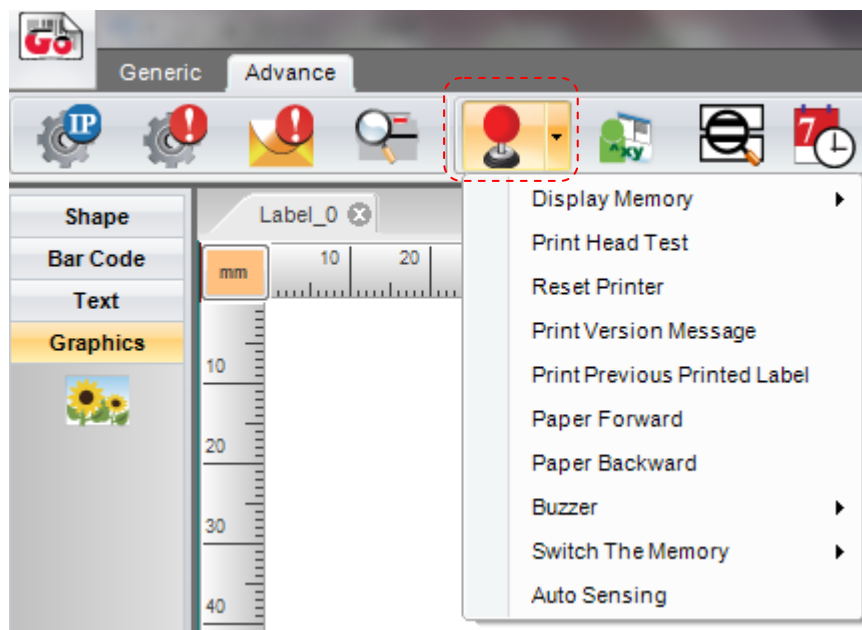 Go
Generic Advance
IP
^xy
7
Shape
Bar Code
Text
Graphics
Label_0
mm
10 20
10
20
30
40
Display Memory
Print Head Test
Reset Printer
Print Version Message
Print Previous Printed Label
Paper Forward
Paper Backward
Buzzer
Switch The Memory
Auto Sensing